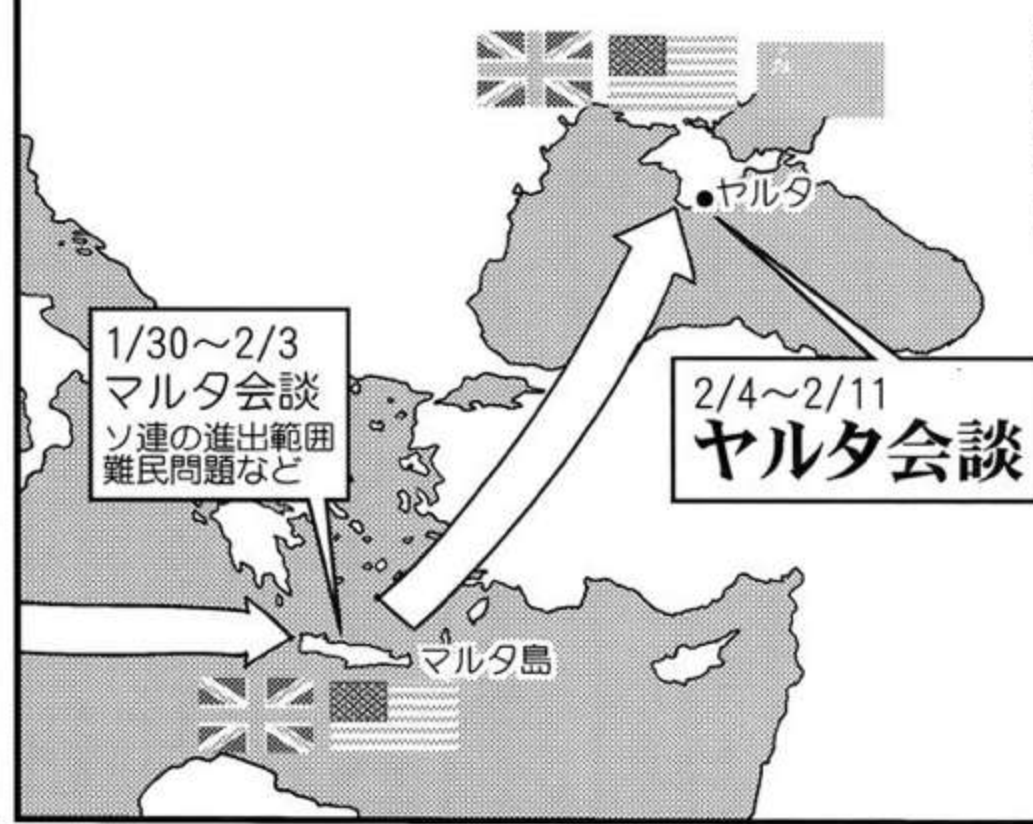 ヤルタ
1/30～2/3
マルタ会談
ソ連の進出範囲
難民問題など
2/4～2/11
ヤルタ会談
マルタ島